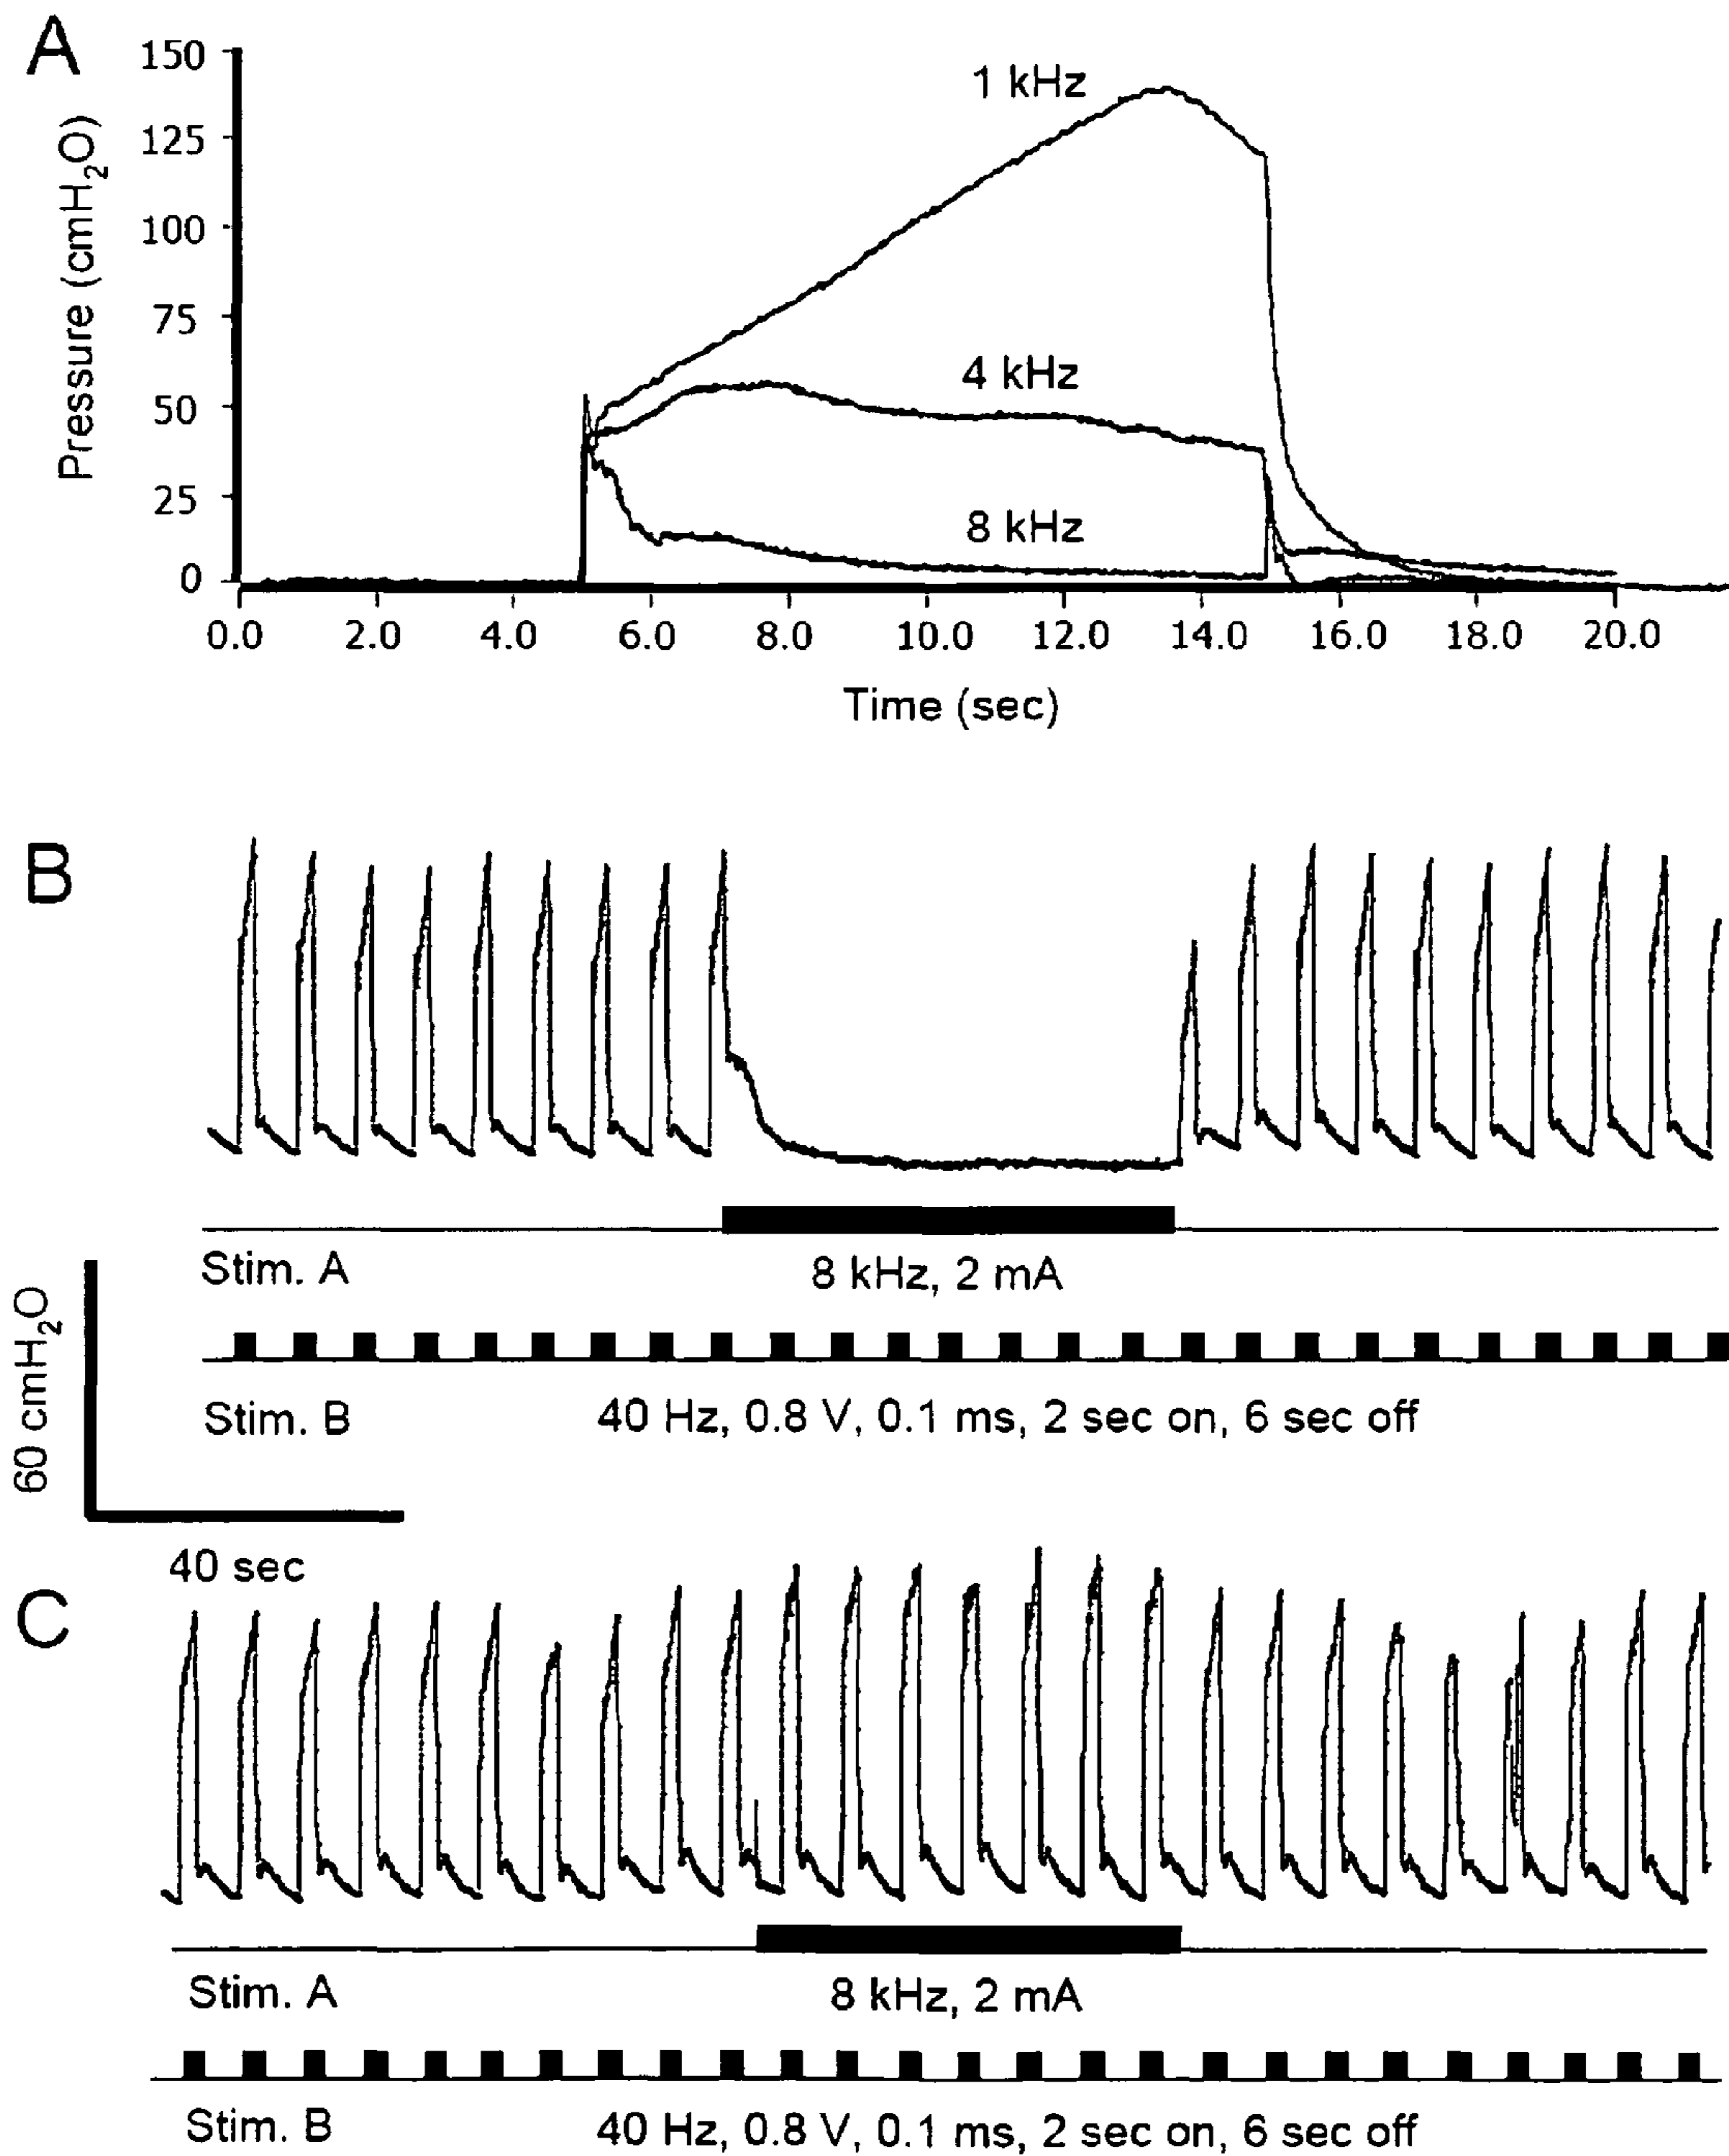 A
150
125
100
75
50
25
0
Pressure (cmH₂O)
1 kHz
4 kHz
8 kHz
0.0 2.0 4.0 6.0 8.0 10.0 12.0 14.0 16.0 18.0 20.0
Time (sec)
B
Stim. A
8 kHz, 2 mA
Stim. B
40 Hz, 0.8 V, 0.1 ms, 2 sec on, 6 sec off
60 cmH₂O
40 sec
C
Stim. A
8 kHz, 2 mA
Stim. B
40 Hz, 0.8 V, 0.1 ms, 2 sec on, 6 sec off